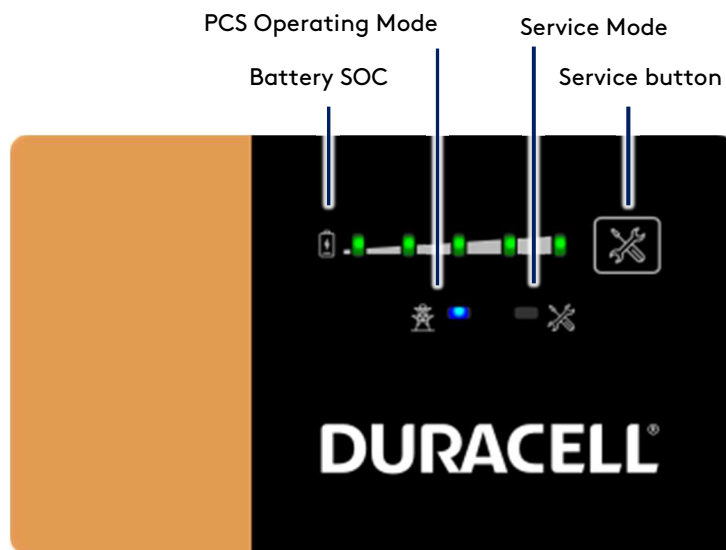 PCS Operating Mode
Service Mode
Battery SOC
Service button
DURACELL®